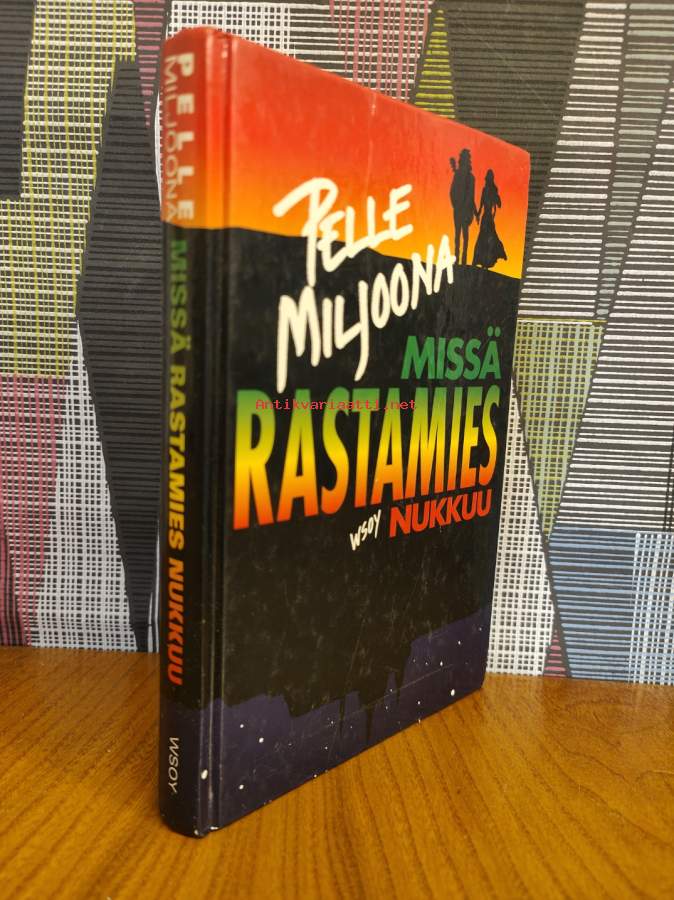 PELLE
MILJOONA
MISSÄ RASTAMIES NUKKUU
WSOY
PELLE
MILJOONA
MISSÄ
Antikvariaatti.net
RASTAMIES
WSOY
NUKKUU